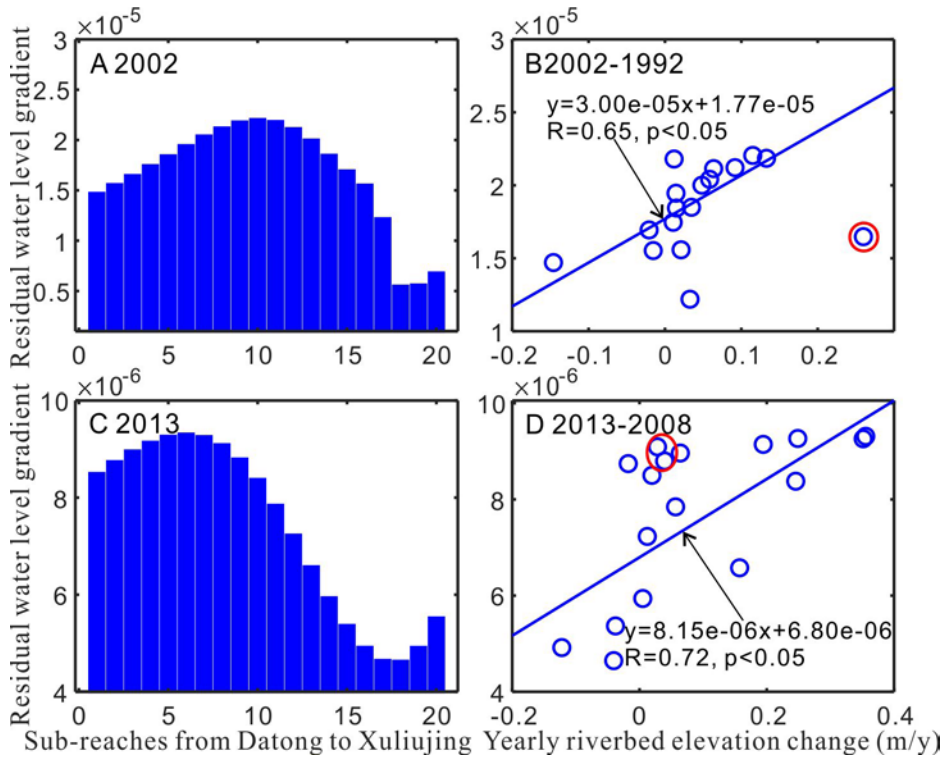 ×10⁻⁵
3
2.5
2
1.5
1
0.5
A 2002
0 5 10 15 20
Residual water level gradient
×10⁻⁵
3
2.5
2
1.5
1
B2002-1992
y=3.00e-05x+1.77e-05
R=0.65, p<0.05
-0.2 -0.1 0 0.1 0.2
×10⁻⁶
10
8
6
4
C 2013
0 5 10 15 20
Residual water level gradient
Sub-reaches from Datong to Xuliujing
×10⁻⁶
10
8
6
4
D 2013-2008
y=8.15e-06x+6.80e-06
R=0.72, p<0.05
-0.2 0 0.2 0.4
Yearly riverbed elevation change (m/y)